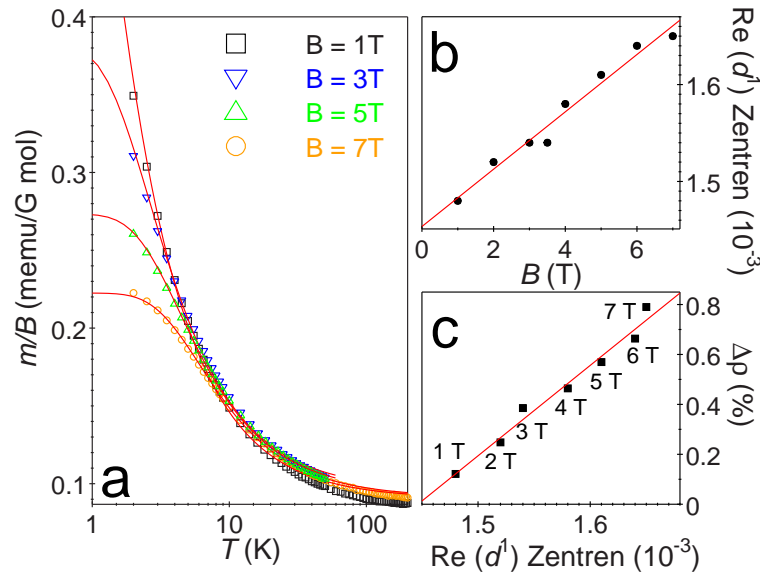 0.4
0.3
0.2
0.1
m/B (memu/G mol)
B = 1T
B = 3T
B = 5T
B = 7T
a
1
10
100
T (K)
b
1.6
1.5
Re (d¹) Zentren (10⁻³)
0
2
4
6
B (T)
c
0.8
0.6
0.4
0.2
0
Δρ (%)
1 T
2 T
3 T
4 T
5 T
6 T
7 T
1.5
1.6
Re (d¹) Zentren (10⁻³)